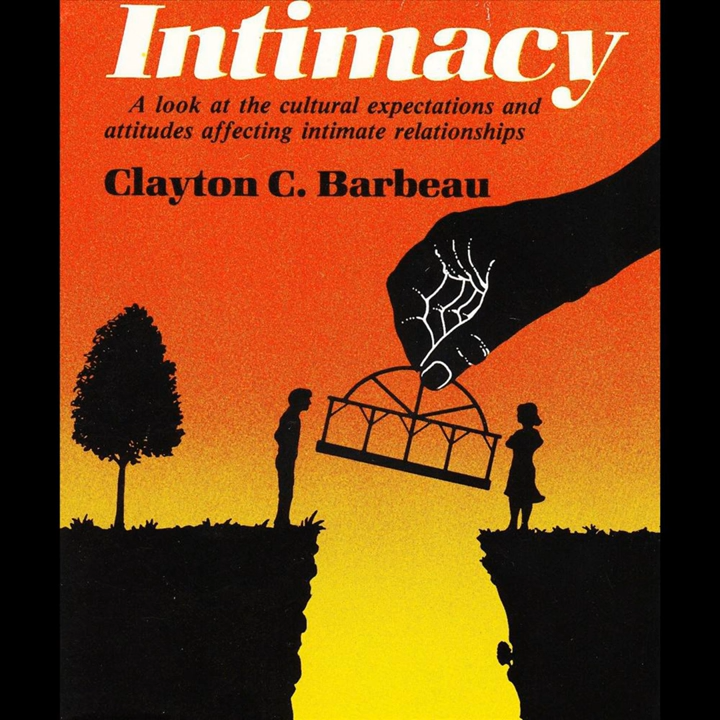 Intimacy
A look at the cultural expectations and
attitudes affecting intimate relationships
Clayton C. Barbeau